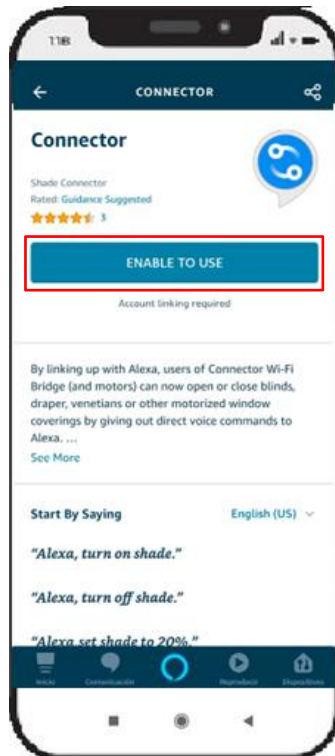 11:18
CONNECTOR
Connector
Shade Connector
Rated: Guidance Suggested
3
ENABLE TO USE
Account linking required
By linking up with Alexa, users of Connector Wi-Fi
Bridge (and motors) can now open or close blinds,
draper, venetians or other motorized window
coverings by giving out direct voice commands to
Alexa. ...
See More
Start By Saying
English (US)
"Alexa, turn on shade."
"Alexa, turn off shade."
"Alexa set shade to 20%."
Inicio
Comunicación
Reproducir
Dispositivos